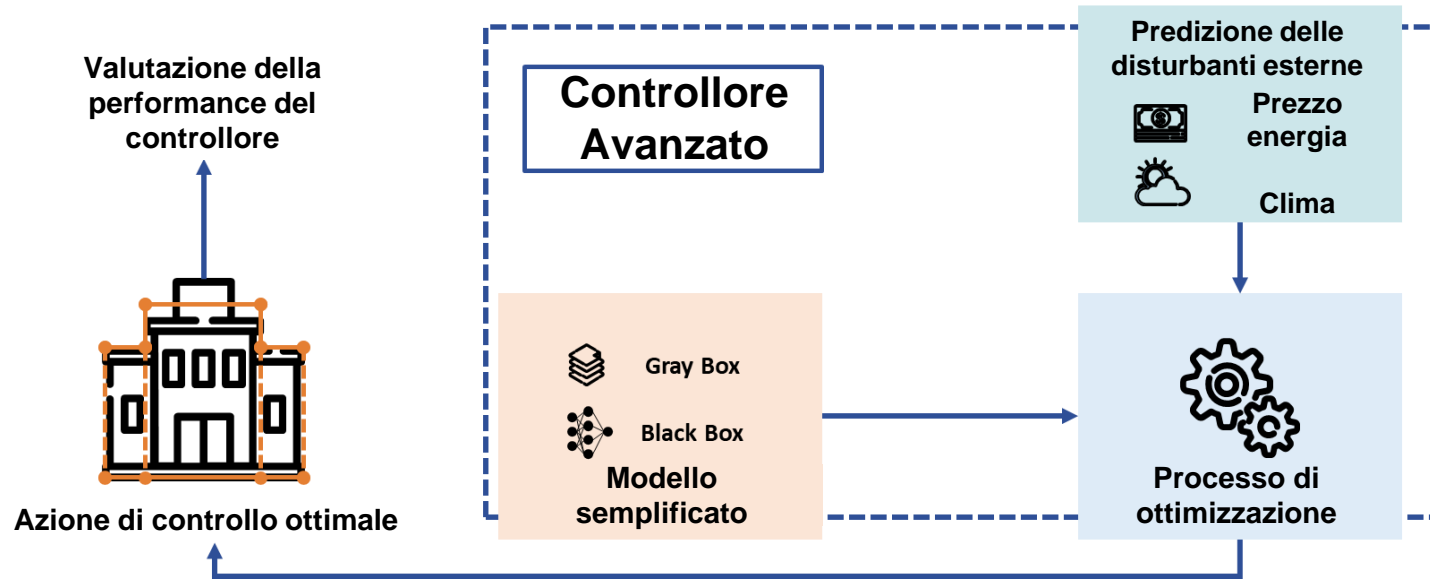 Valutazione della
performance del
controllore
Azione di controllo ottimale
Controllore
Avanzato
Predizione delle
disturbanti esterne
Prezzo
energia
Clima
Gray Box
Black Box
Modello
semplificato
Processo di
ottimizzazione